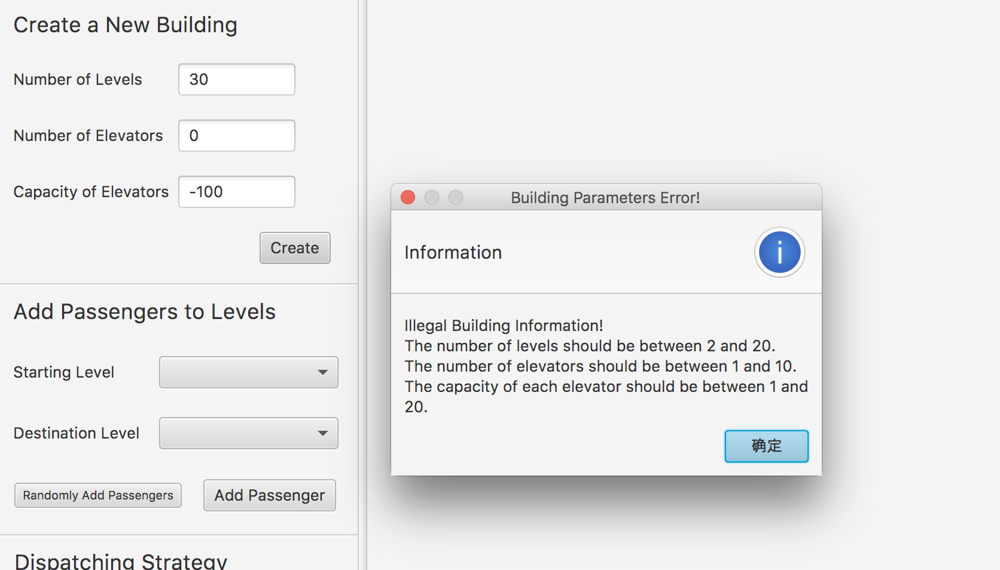 Create a New Building
Number of Levels
30
Number of Elevators
0
Capacity of Elevators
-100
Create
Add Passengers to Levels
Starting Level
Destination Level
Randomly Add Passengers
Add Passenger
Dispatching Strategy
Building Parameters Error!
Information
i
Illegal Building Information!
The number of levels should be between 2 and 20.
The number of elevators should be between 1 and 10.
The capacity of each elevator should be between 1 and
20.
确定